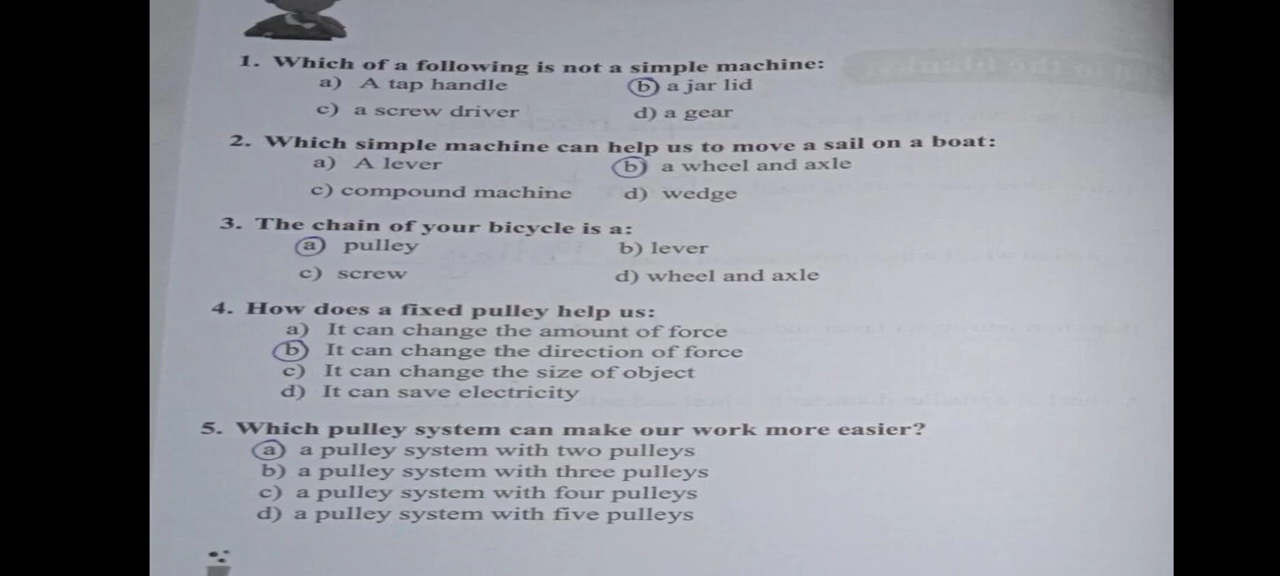 1. Which of a following is not a simple machine:
a) A tap handle b) a jar lid
c) a screw driver d) a gear
2. Which simple machine can help us to move a sail on a boat:
a) A lever b) a wheel and axle
c) compound machine d) wedge
3. The chain of your bicycle is a:
a) pulley b) lever
c) screw d) wheel and axle
4. How does a fixed pulley help us:
a) It can change the amount of force
b) It can change the direction of force
c) It can change the size of object
d) It can save electricity
5. Which pulley system can make our work more easier?
a) a pulley system with two pulleys
b) a pulley system with three pulleys
c) a pulley system with four pulleys
d) a pulley system with five pulleys